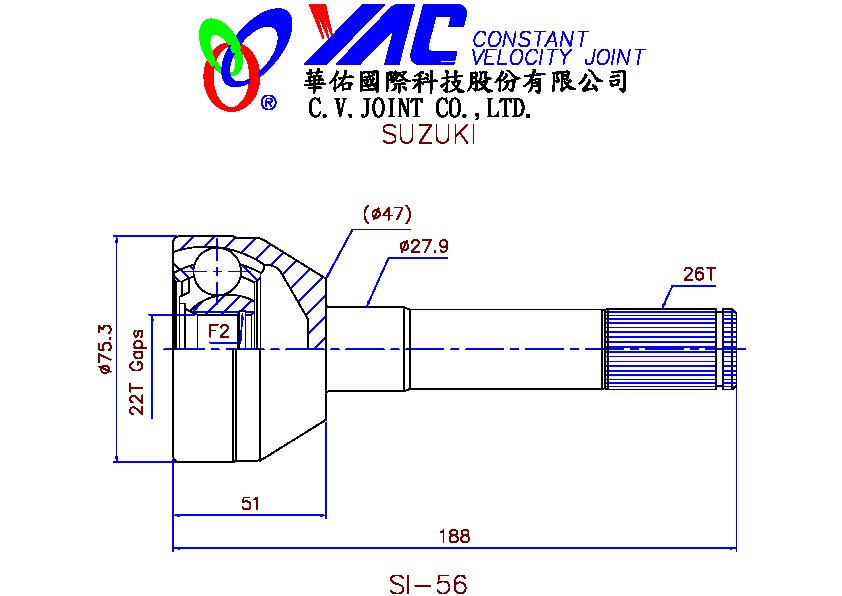 YAC CONSTANT
VELOCITY JOINT
®
華佑國際科技股份有限公司
C.V.JOINT CO.,LTD.
SUZUKI
(ø47)
ø27.9
26T
F2
ø75.3
22T Gaps
51
188
SI-56